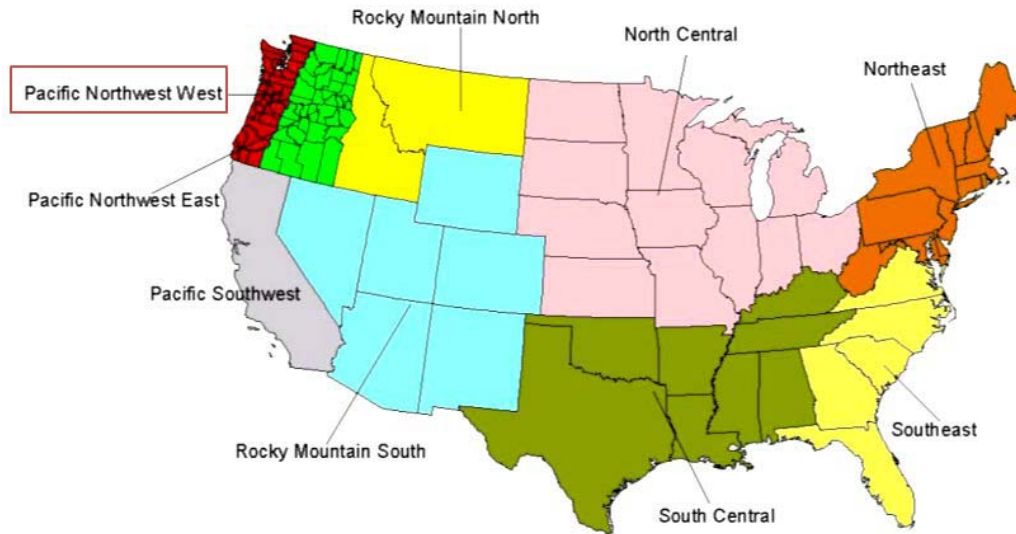 Rocky Mountain North
North Central
Northeast
Pacific Northwest West
Pacific Northwest East
Pacific Southwest
Rocky Mountain South
Southeast
South Central